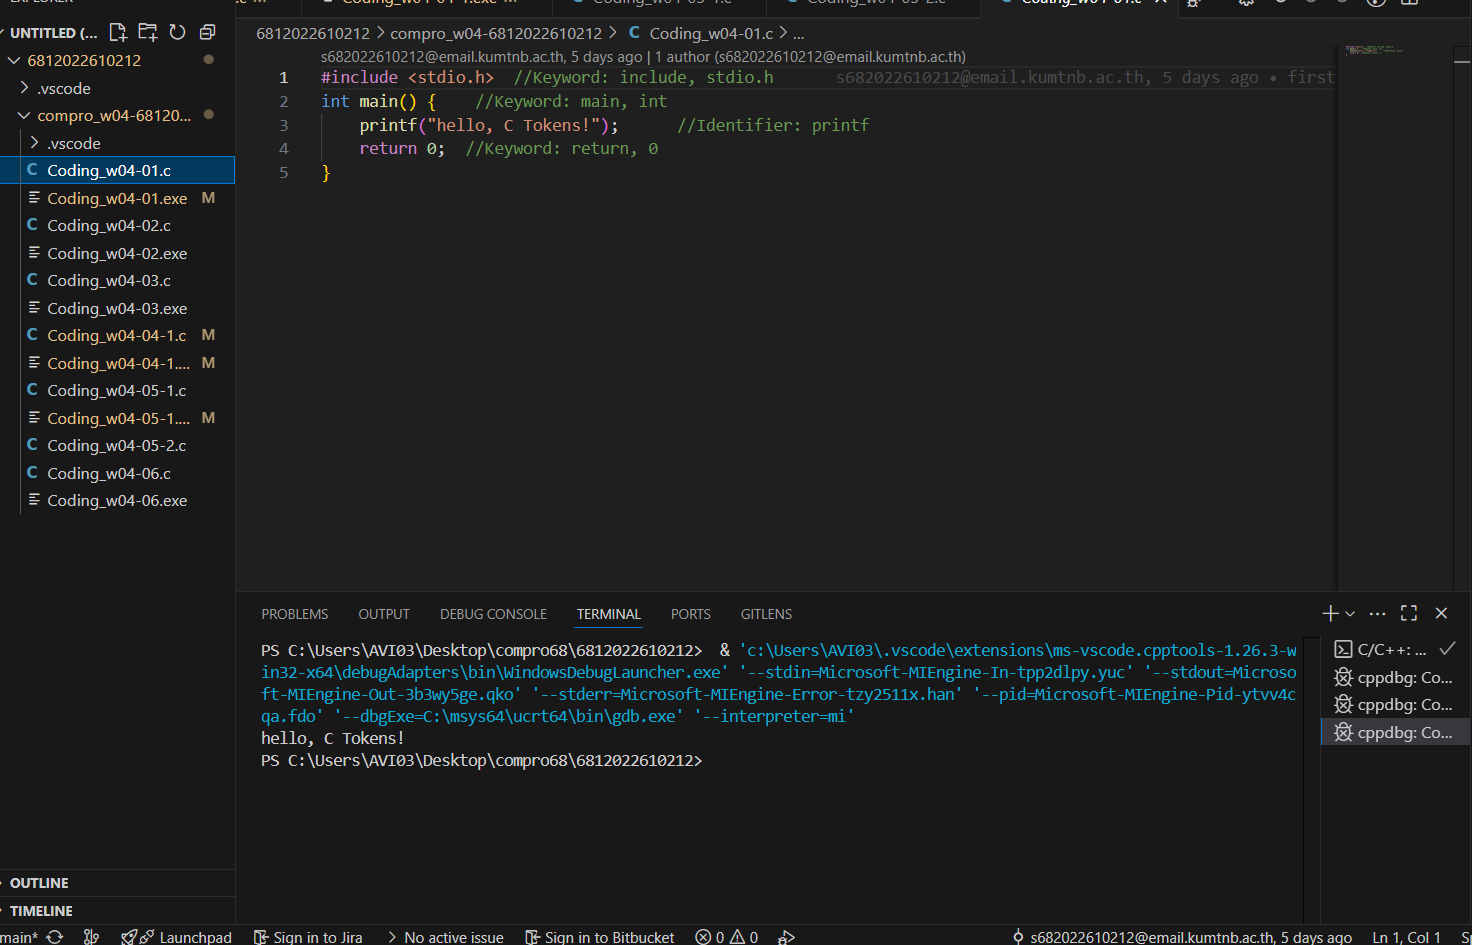 UNTITLED (...
6812022610212
.vscode
compro_w04-68120...
.vscode
Coding_w04-01.c
Coding_w04-01.exe M
Coding_w04-02.c
Coding_w04-02.exe
Coding_w04-03.c
Coding_w04-03.exe
Coding_w04-04-1.c M
Coding_w04-04-1.... M
Coding_w04-05-1.c
Coding_w04-05-1.... M
Coding_w04-05-2.c
Coding_w04-06.c
Coding_w04-06.exe
OUTLINE
TIMELINE
6812022610212 > compro_w04-6812022610212 > C Coding_w04-01.c > ...
s682022610212@email.kumtnb.ac.th, 5 days ago | 1 author (s682022610212@email.kumtnb.ac.th)
1 #include <stdio.h> //Keyword: include, stdio.h s682022610212@email.kumtnb.ac.th, 5 days ago • first
2 int main() { //Keyword: main, int
3 printf("hello, C Tokens!"); //Identifier: printf
4 return 0; //Keyword: return, 0
5 }
PROBLEMS OUTPUT DEBUG CONSOLE TERMINAL PORTS GITLENS
PS C:\Users\AVI03\Desktop\compro68\6812022610212> & 'c:\Users\AVI03\.vscode\extensions\ms-vscode.cpptools-1.26.3-w
in32-x64\debugAdapters\bin\WindowsDebugLauncher.exe' '--stdin=Microsoft-MIEngine-In-tpp2dlpy.yuc' '--stdout=Microso
ft-MIEngine-Out-3b3wy5ge.qko' '--stderr=Microsoft-MIEngine-Error-tzy2511x.han' '--pid=Microsoft-MIEngine-Pid-ytvv4c
qa.fdo' '--dbgExe=C:\msys64\ucrt64\bin\gdb.exe' '--interpreter=mi'
hello, C Tokens!
PS C:\Users\AVI03\Desktop\compro68\6812022610212>
C/C++: ...
cppdbg: Co...
cppdbg: Co...
cppdbg: Co...
main* Launchpad Sign in to Jira > No active issue Sign in to Bitbucket 0 0 s682022610212@email.kumtnb.ac.th, 5 days ago Ln 1, Col 1